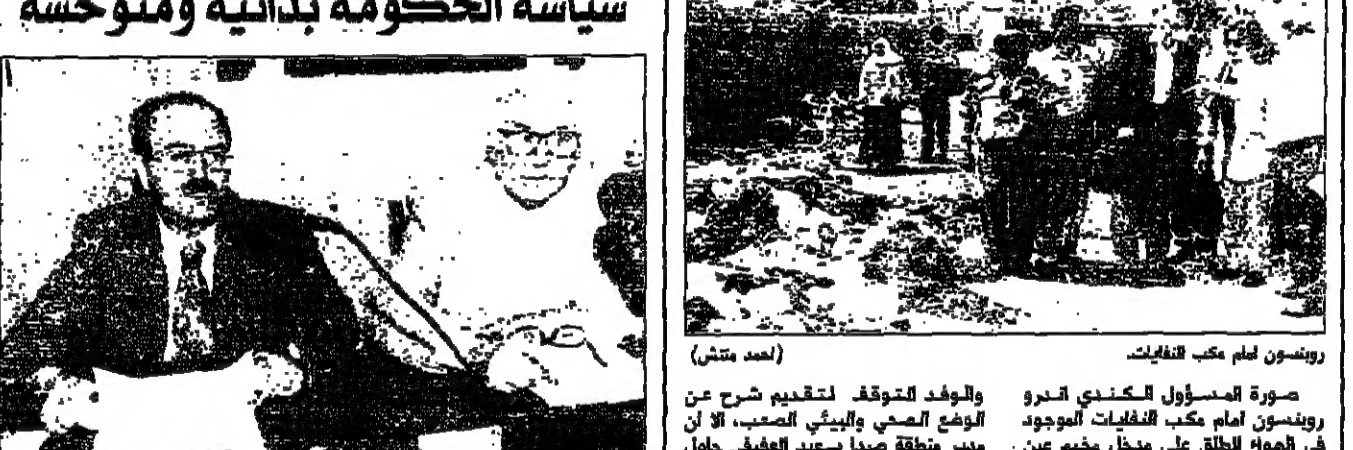 سياسة الحكومة بدائية ومتوحشة
روبنسون امام مكب النفايات.
(احمد منتش)
صورة المسؤول الكندي اندرو
روبنسون امام مكب النفايات الموجود
في الهواء الطلق على مدخل مخيم عين
والوفد التوقف لتقديم شرح عن
الوضع الصحي والبيئي الصعب، الا ان
مدير منطقة صيدا سعيد العفيفي حاول